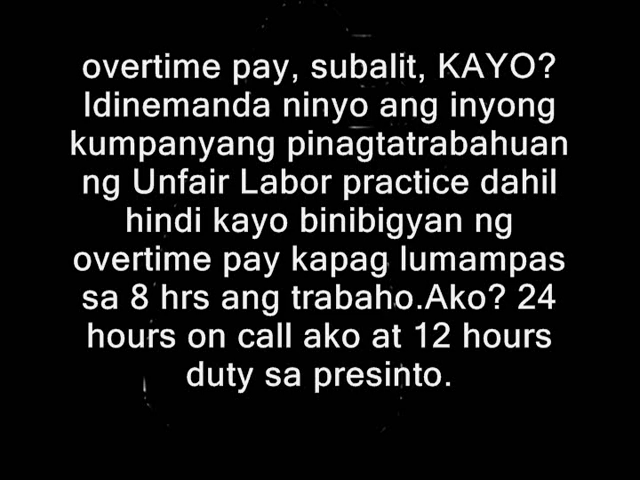 overtime pay, subalit, KAYO?
Idinemanda ninyo ang inyong
kumpanyang pinagtatrabahuan
ng Unfair Labor practice dahil
hindi kayo binibigyan ng
overtime pay kapag lumampas
sa 8 hrs ang trabaho.Ako? 24
hours on call ako at 12 hours
duty sa presinto.